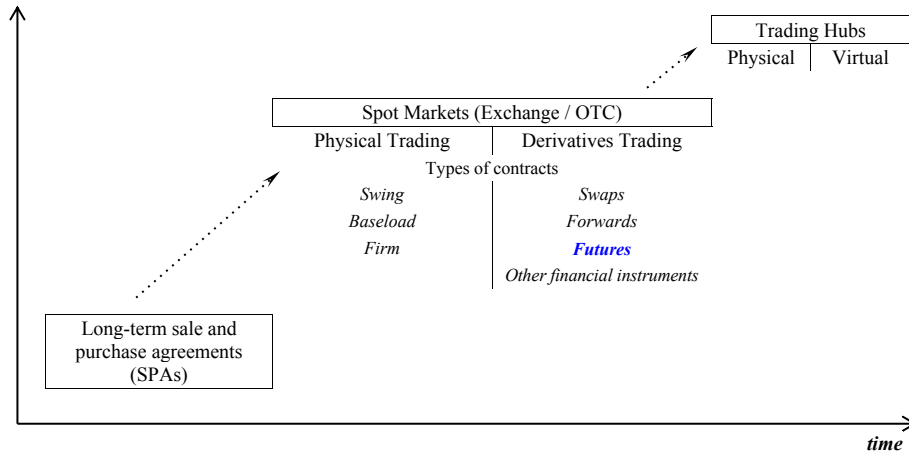 Trading Hubs
Physical Virtual
Spot Markets (Exchange / OTC)
Physical Trading Derivatives Trading
Types of contracts
Swing Swaps
Baseload Forwards
Firm Futures
Other financial instruments
Long-term sale and
purchase agreements
(SPAs)
time